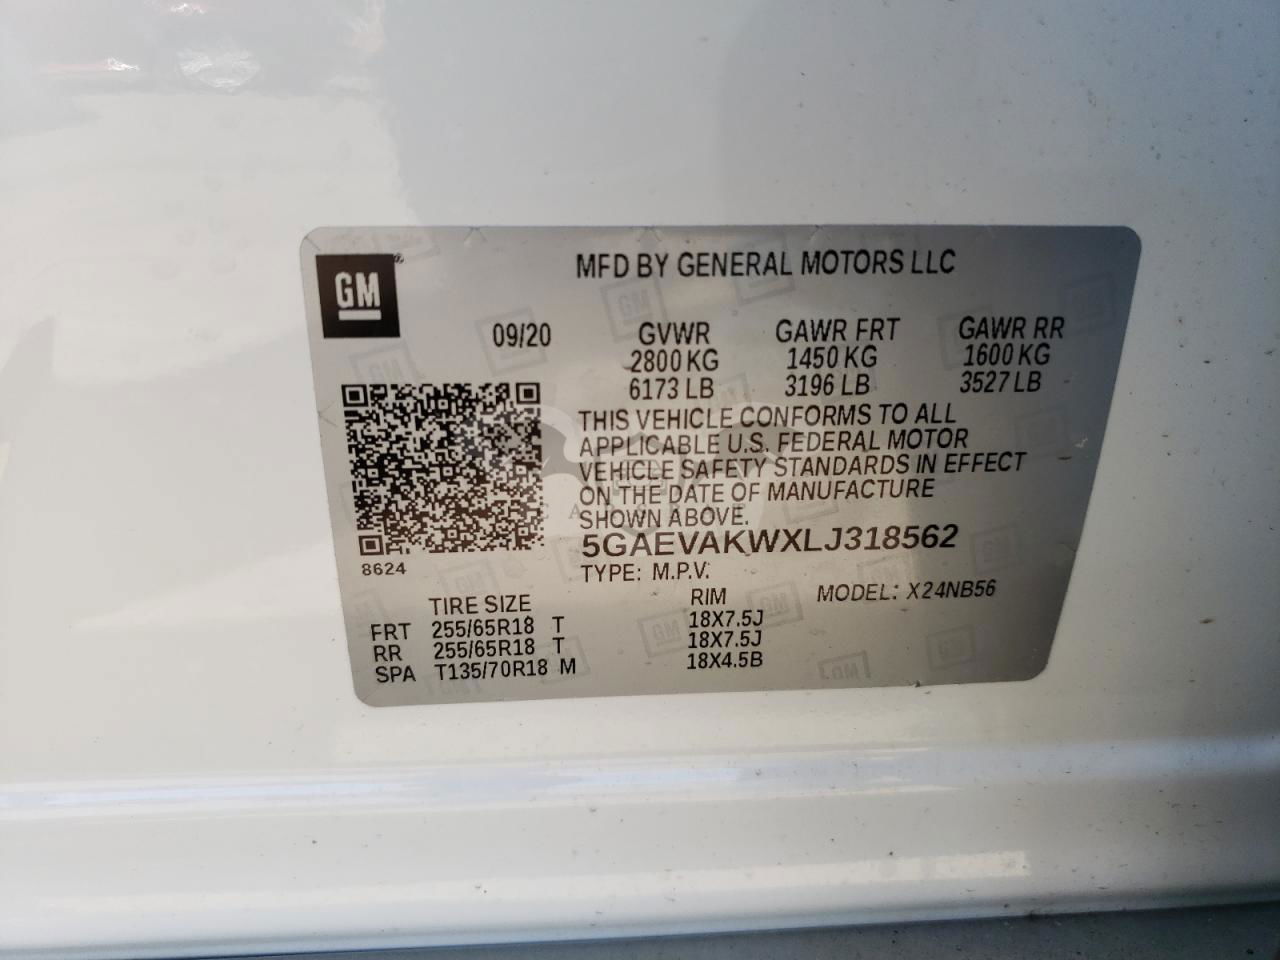 MFD BY GENERAL MOTORS LLC
GM
09/20 GVWR GAWR FRT GAWR RR
2800 KG 1450 KG 1600 KG
6173 LB 3196 LB 3527 LB
THIS VEHICLE CONFORMS TO ALL
APPLICABLE U.S. FEDERAL MOTOR
VEHICLE SAFETY STANDARDS IN EFFECT
ON THE DATE OF MANUFACTURE
SHOWN ABOVE.
5GAEVAKWXLJ318562
8624
TYPE: M.P.V.
MODEL: X24NB56
TIRE SIZE RIM
FRT 255/65R18 T 18X7.5J
RR 255/65R18 T 18X7.5J
SPA T135/70R18 M 18X4.5B